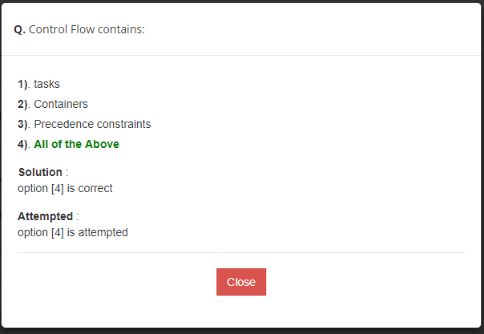 Q. Control Flow contains:
1). tasks
2). Containers
3). Precedence constraints
4). All of the Above
Solution :
option [4] is correct
Attempted :
option [4] is attempted
Close